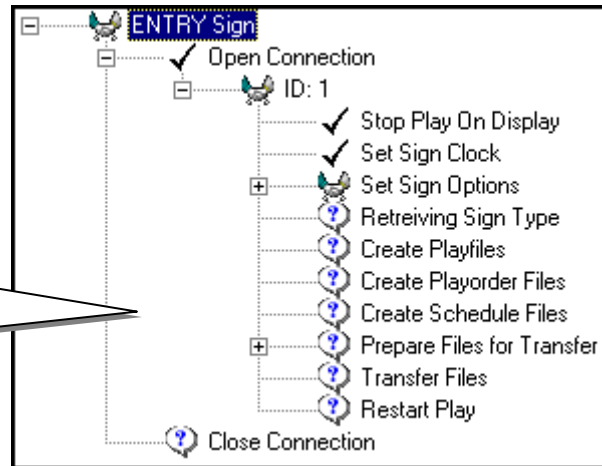 ENTRY Sign
Open Connection
ID: 1
Stop Play On Display
Set Sign Clock
Set Sign Options
Retreiving Sign Type
Create Playfiles
Create Playorder Files
Create Schedule Files
Prepare Files for Transfer
Transfer Files
Restart Play
Close Connection